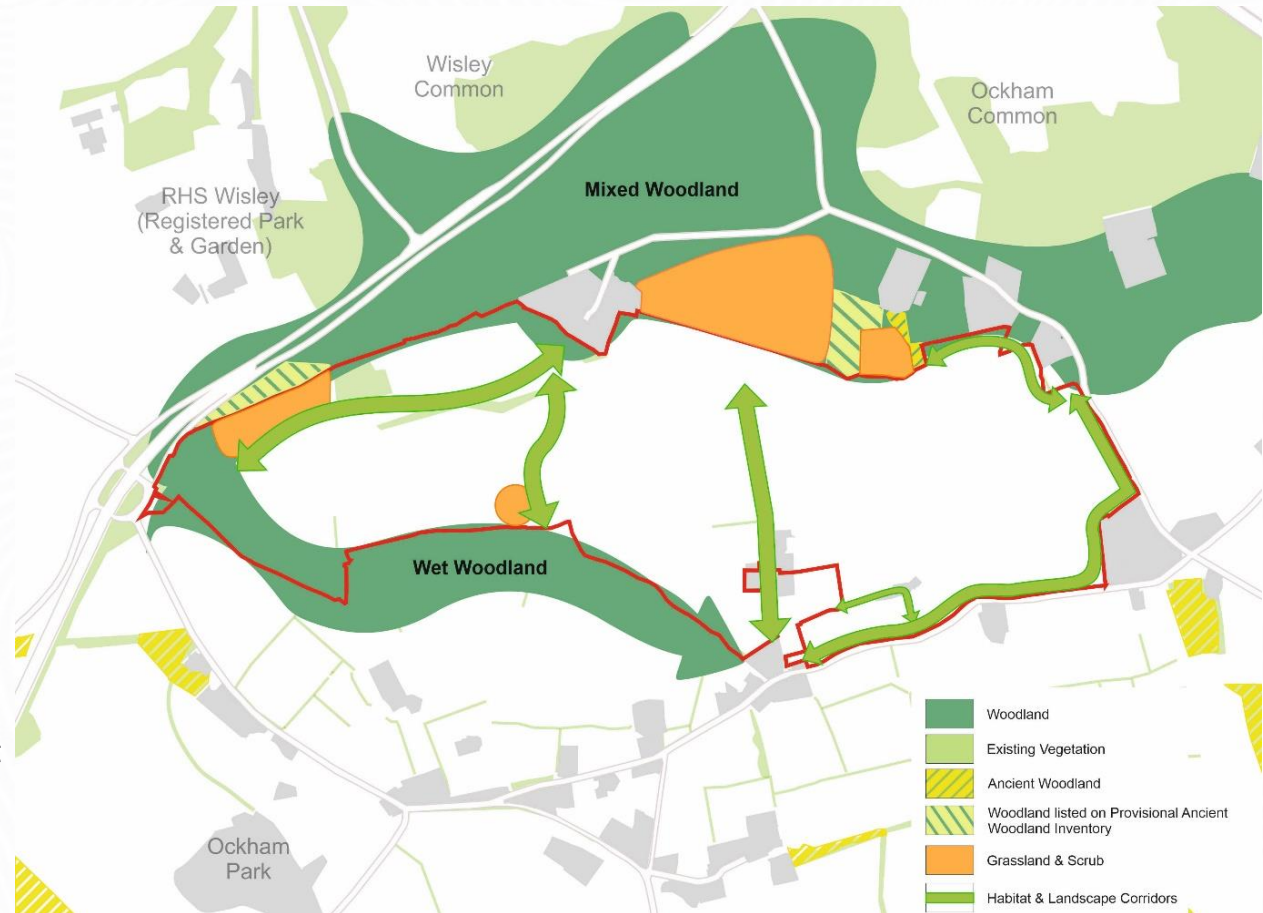 Wisley
Common
Ockham
Common
RHS Wisley
(Registered Park
& Garden)
Mixed Woodland
Wet Woodland
Ockham
Park
Woodland
Existing Vegetation
Ancient Woodland
Woodland listed on Provisional Ancient
Woodland Inventory
Grassland & Scrub
Habitat & Landscape Corridors